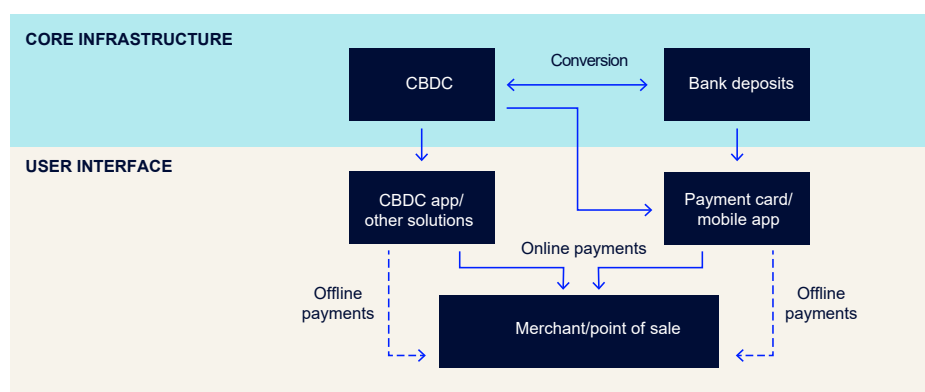 CORE INFRASTRUCTURE
Conversion
CBDC
Bank deposits
USER INTERFACE
CBDC app/
other solutions
Payment card/
mobile app
Online payments
Offline
payments
Offline
payments
Merchant/point of sale